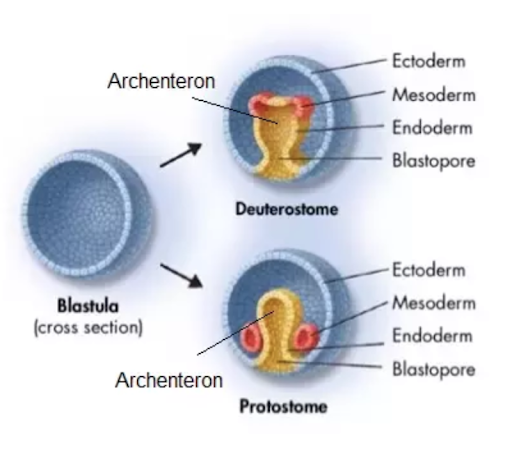 Archenteron
Ectoderm
Mesoderm
Endoderm
Blastopore
Deuterostome
Blastula
(cross section)
Ectoderm
Mesoderm
Endoderm
Blastopore
Archenteron
Protostome